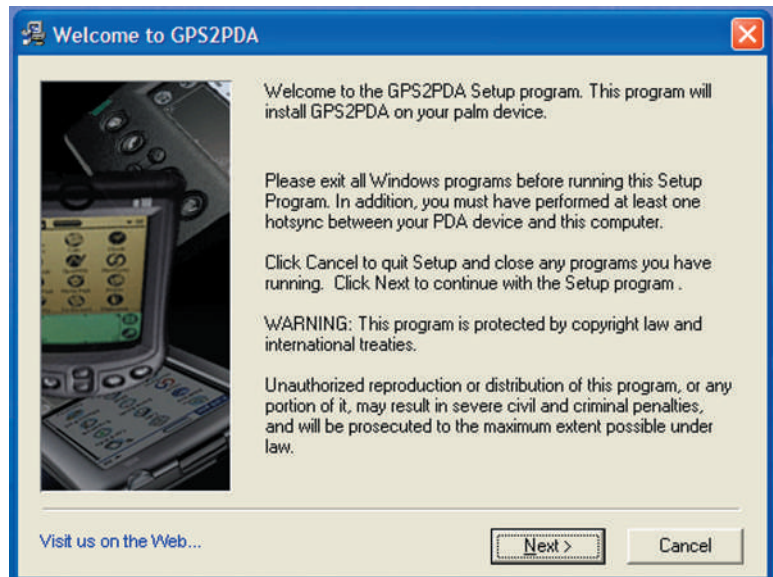 Welcome to GPS2PDA
Welcome to the GPS2PDA Setup program. This program will
install GPS2PDA on your palm device.
Please exit all Windows programs before running this Setup
Program. In addition, you must have performed at least one
hotsync between your PDA device and this computer.
Click Cancel to quit Setup and close any programs you have
running. Click Next to continue with the Setup program .
WARNING: This program is protected by copyright law and
international treaties.
Unauthorized reproduction or distribution of this program, or any
portion of it, may result in severe civil and criminal penalties,
and will be prosecuted to the maximum extent possible under
law.
Visit us on the Web...
Next >
Cancel